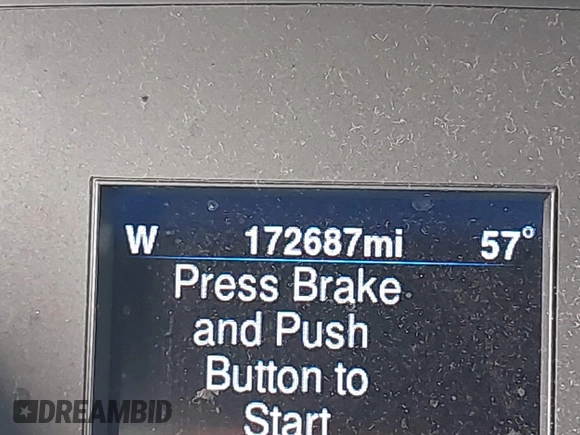 W 172687mi 57°
Press Brake
and Push
Button to
Start
DREAMBID